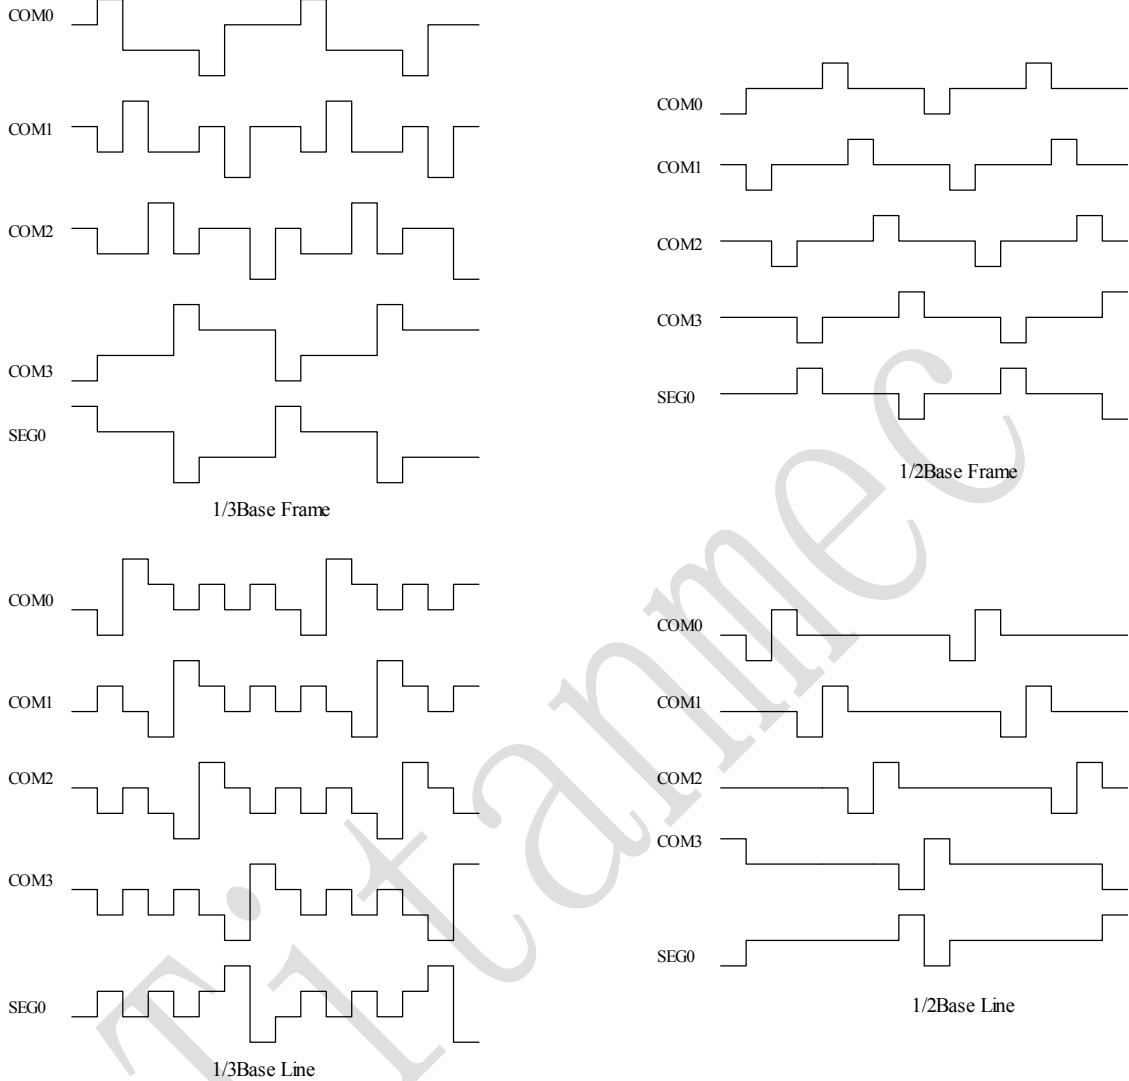 COM0
COM1
COM2
COM3
SEG0
1/3Base Frame
COM0
COM1
COM2
COM3
SEG0
1/2Base Frame
COM0
COM1
COM2
COM3
SEG0
1/3Base Line
COM0
COM1
COM2
COM3
SEG0
1/2Base Line
Titanmec